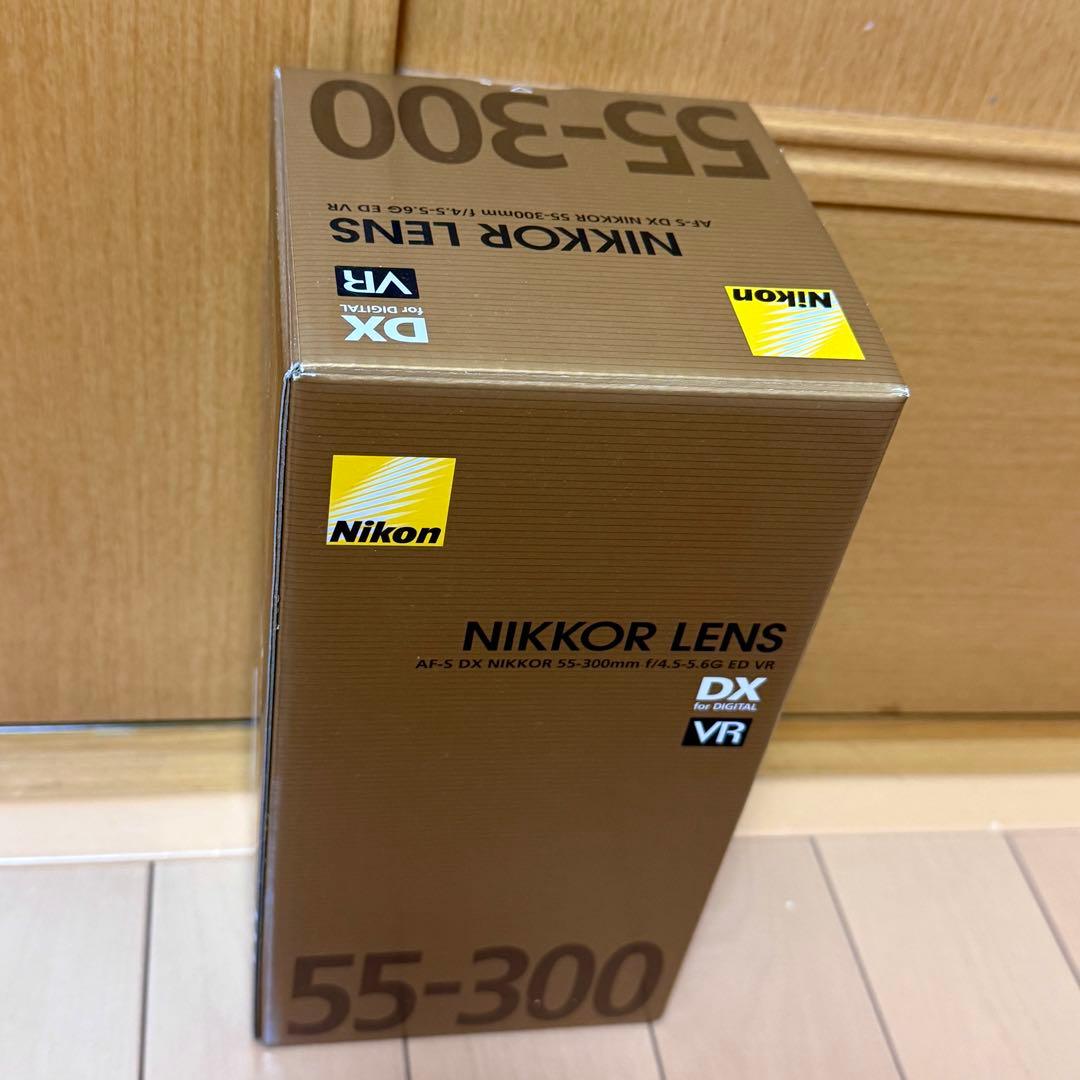 55-300
AF-S DX NIKKOR 55-300mm f/4.5-5.6G ED VR
NIKKOR LENS
VR
for DIGITAL
DX
Nikon
Nikon
NIKKOR LENS
AF-S DX NIKKOR 55-300mm f/4.5-5.6G ED VR
DX
for DIGITAL
VR
55-300